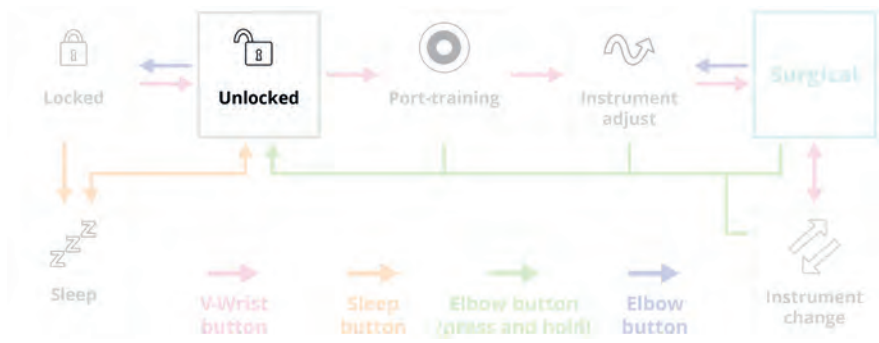 Locked
Unlocked
Port-training
Instrument
adjust
Surgical
Sleep
V-Wrist
button
Sleep
button
Elbow button
(press and hold)
Elbow
button
Instrument
change